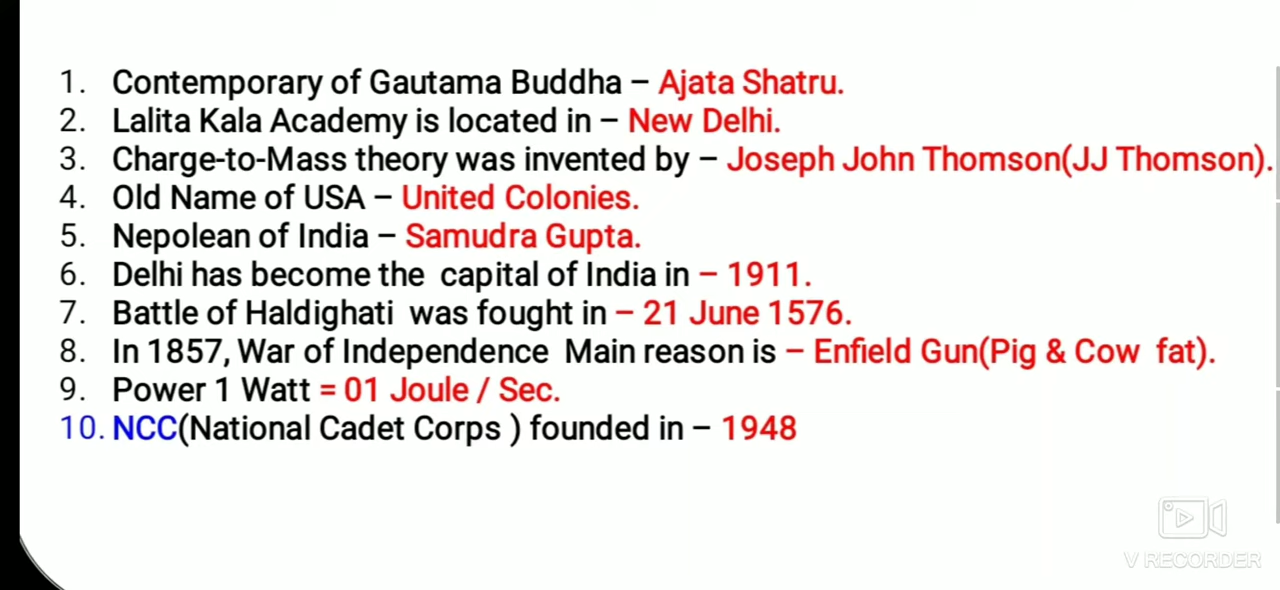 1. Contemporary of Gautama Buddha – Ajata Shatru.
2. Lalita Kala Academy is located in – New Delhi.
3. Charge-to-Mass theory was invented by – Joseph John Thomson(JJ Thomson).
4. Old Name of USA – United Colonies.
5. Nepolean of India – Samudra Gupta.
6. Delhi has become the capital of India in – 1911.
7. Battle of Haldighati was fought in – 21 June 1576.
8. In 1857, War of Independence Main reason is – Enfield Gun(Pig & Cow fat).
9. Power 1 Watt = 01 Joule / Sec.
10. NCC(National Cadet Corps ) founded in – 1948
V RECORDER